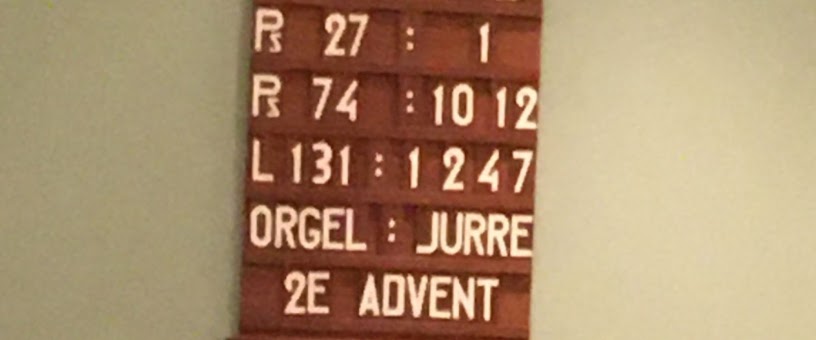 Ps 27 : 1
Ps 74 : 10 12
L 131 : 1 2 4 7
ORGEL : JURRE
2E ADVENT